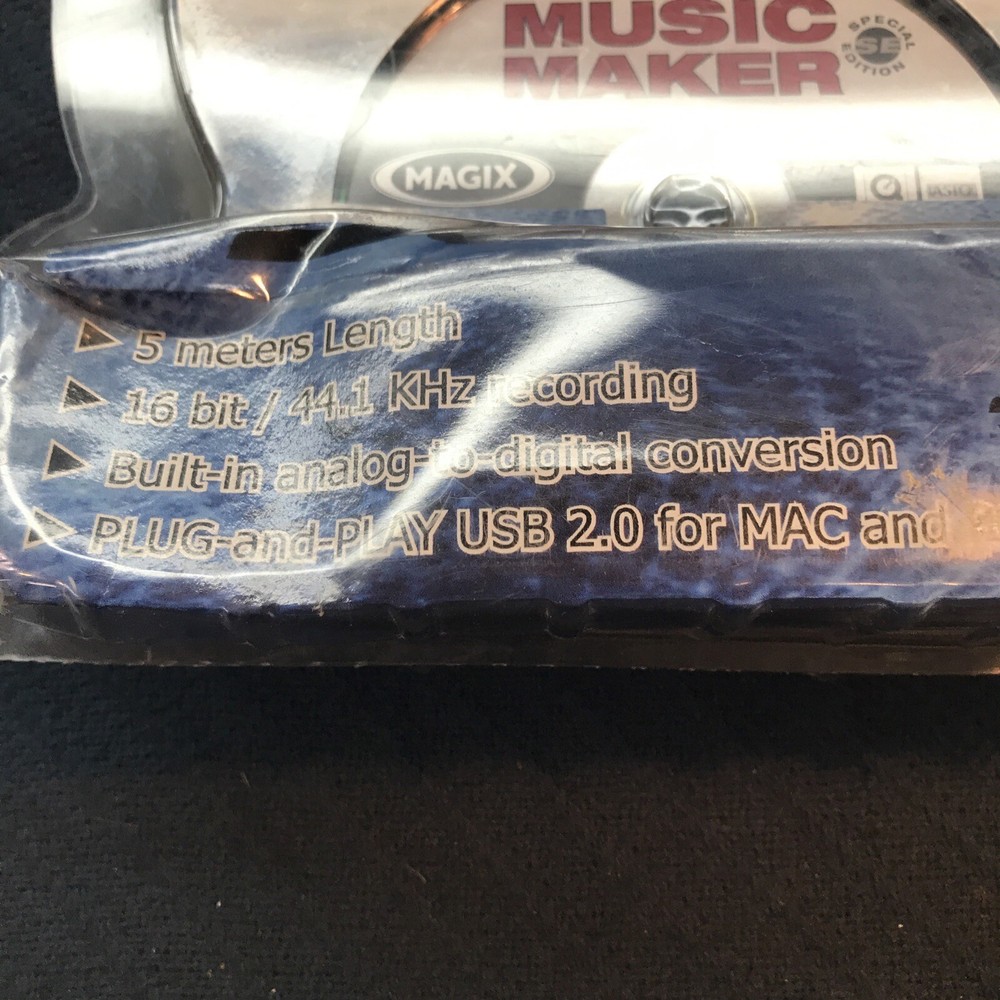 MUSIC
MAKER
SPECIAL
SE
EDITION
MAGIX
5 meters Length
16 bit / 44.1 KHz recording
Built-in analog-to-digital conversion
PLUG-and-PLAY USB 2.0 for MAC and